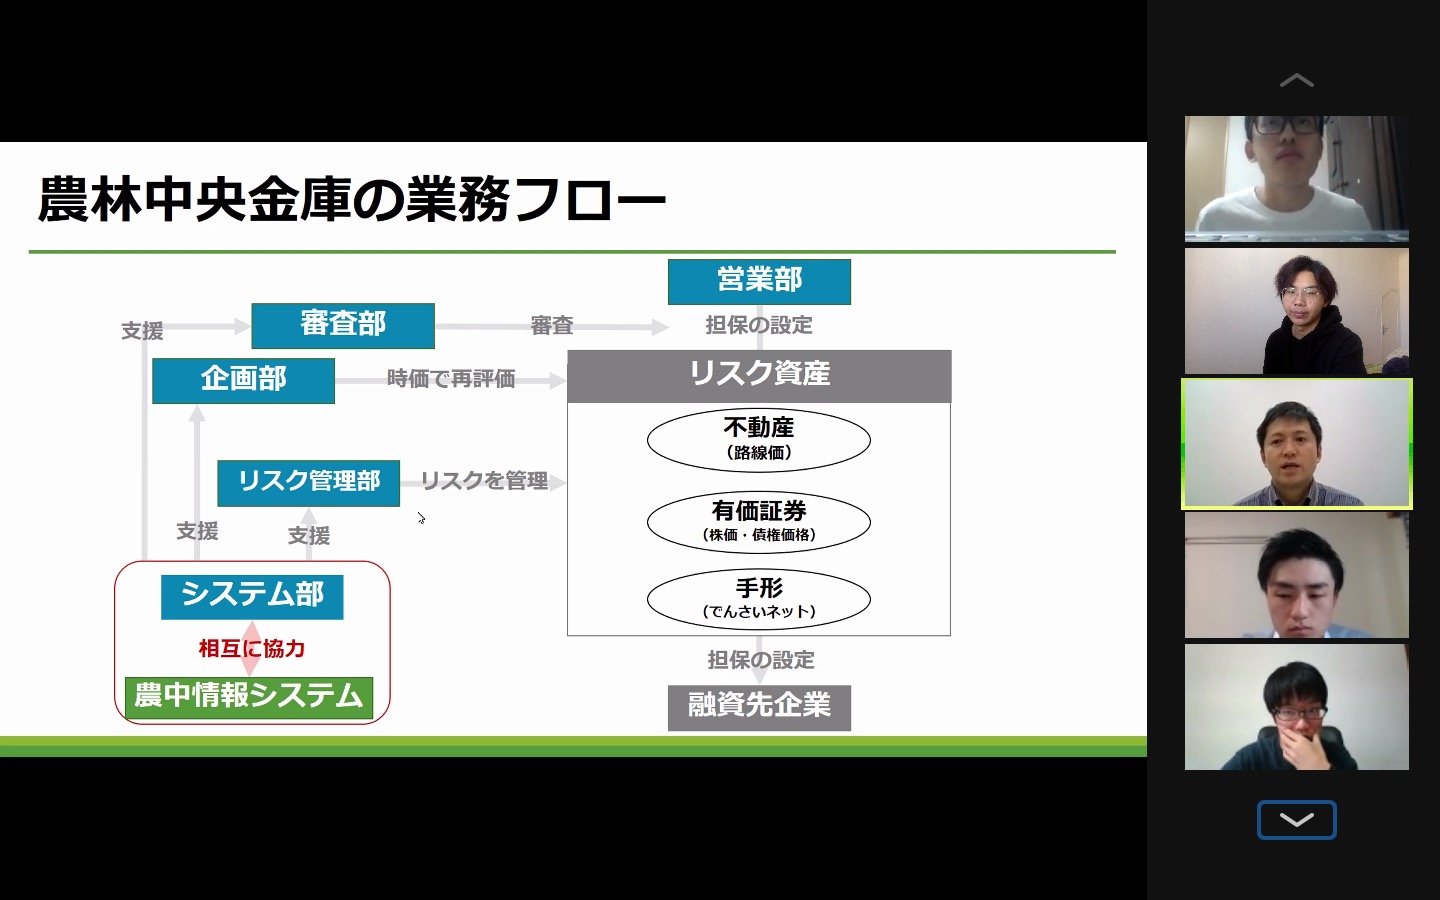 農林中央金庫の業務フロー
営業部
審査部
支援
審査
担保の設定
企画部
時価で再評価
リスク資産
不動産
（路線価）
リスク管理部
リスクを管理
有価証券
（株価・債権価格）
支援
支援
システム部
手形
（でんさいネット）
相互に協力
担保の設定
農中情報システム
融資先企業